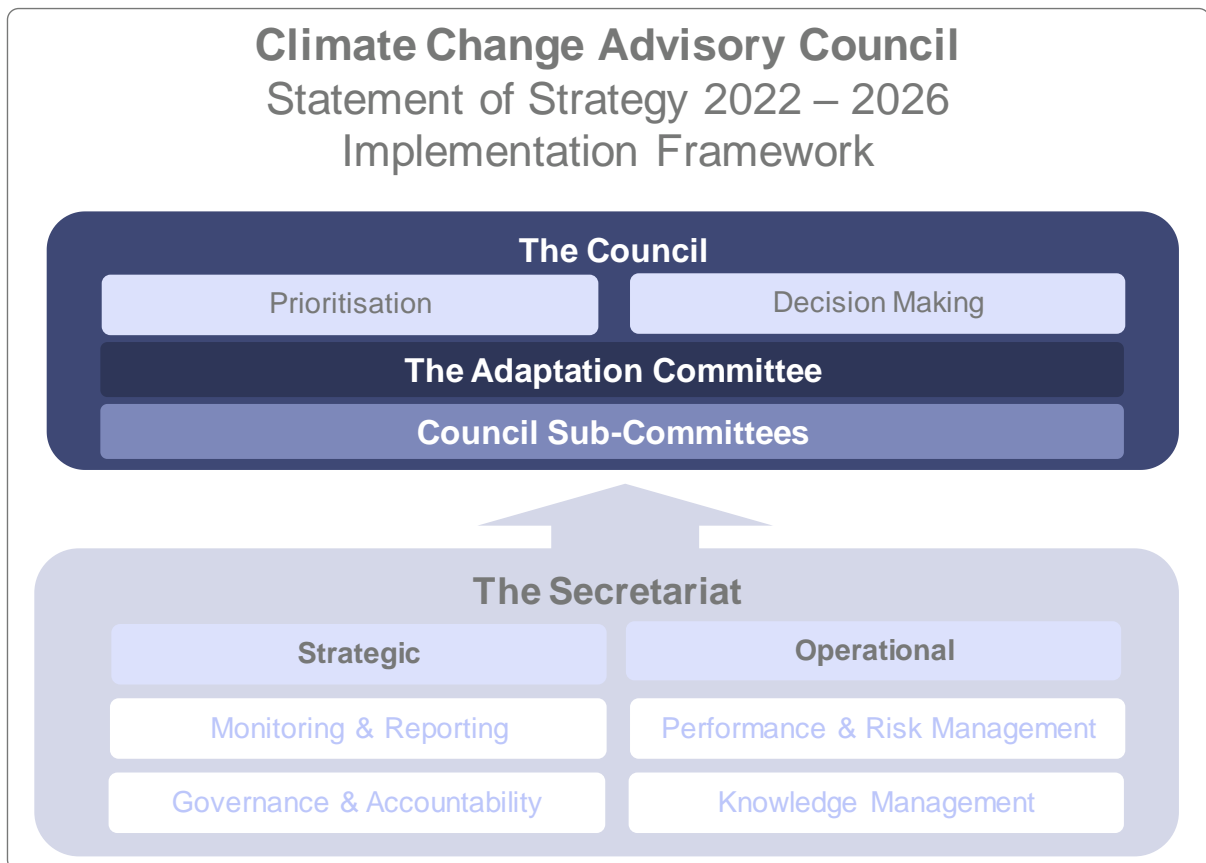 Climate Change Advisory Council
Statement of Strategy 2022 – 2026
Implementation Framework
The Council
Prioritisation
Decision Making
The Adaptation Committee
Council Sub-Committees
The Secretariat
Strategic
Operational
Monitoring & Reporting
Performance & Risk Management
Governance & Accountability
Knowledge Management